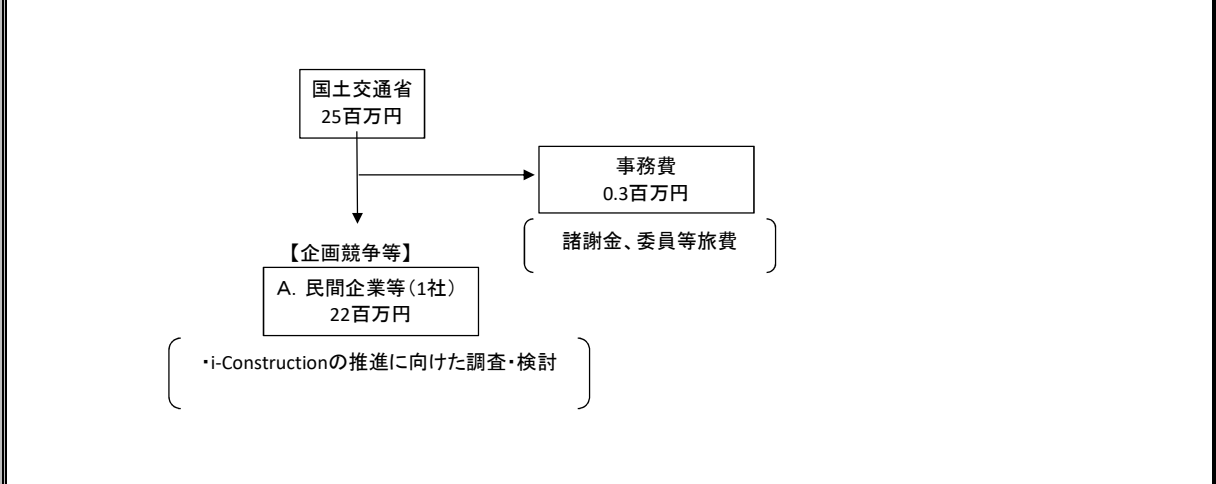 国土交通省
25百万円
事務費
0.3百万円
諸謝金、委員等旅費
【企画競争等】
A．民間企業等（1社）
22百万円
・i-Constructionの推進に向けた調査・検討